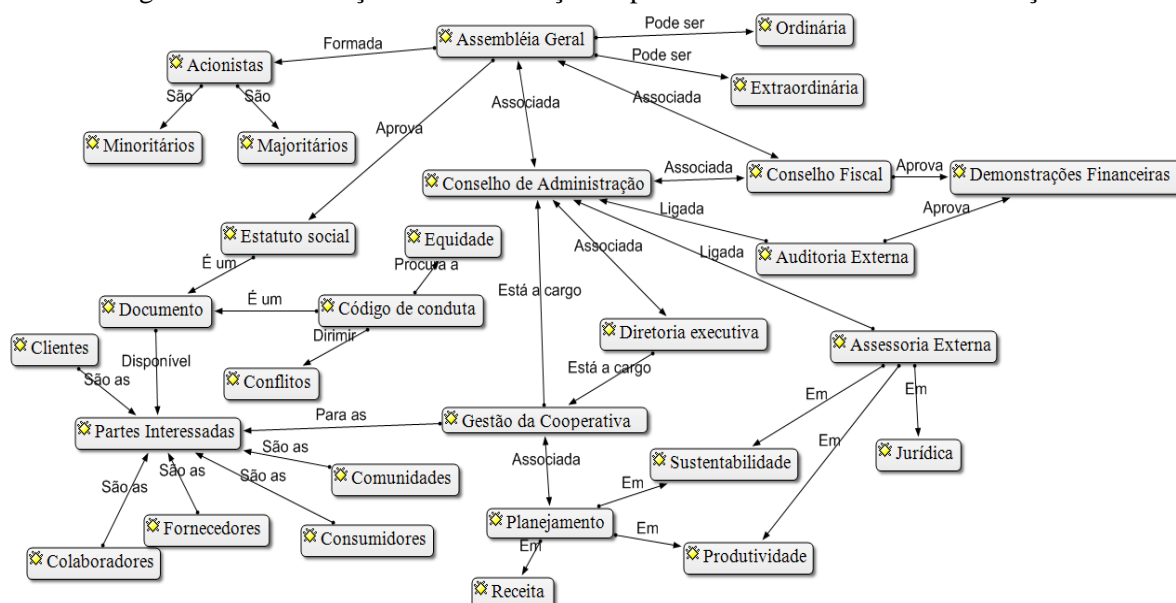 Pode ser
Ordinária
Assembléia Geral
Formada
Acionistas
Pode ser
Extraordinária
São
São
Associada
Associada
Minoritários
Majoritários
Aprova
Associada
Conselho Fiscal
Aprova
Demonstrações Financeiras
Conselho de Administração
Ligada
Aprova
Estatuto social
Equidade
Associada
Ligada
Auditoria Externa
É um
Procura a
Está a cargo
Documento
É um
Código de conduta
Diretoria executiva
Clientes
Disponível
Dirimir
Assessoria Externa
São as
Conflitos
Está a cargo
Em
Em
Partes Interessadas
Para as
Gestão da Cooperativa
Em
São as
Associada
Jurídica
São as
São as
São as
Comunidades
Sustentabilidade
Em
Fornecedores
Consumidores
Planejamento
Em
Colaboradores
Em
Produtividade
Receita